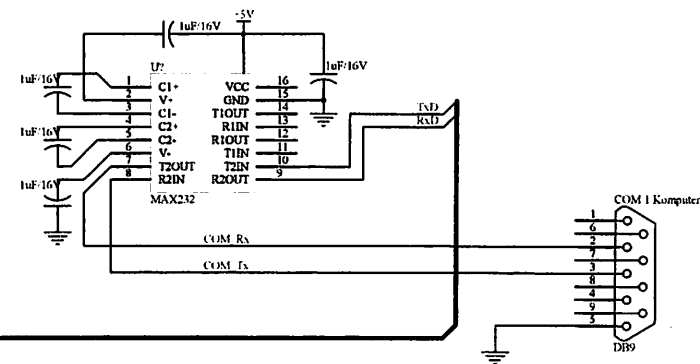 -5V
1uF/16V
U?
1uF/16V
1uF/16V
1 C1+ VCC 16
2 V+ GND 15
3 C1- T1OUT 14
4 C2+ R1IN 13
5 C2+ R1OUT 12
6 V+ T1IN 11
7 T2OUT T2IN 10
8 R2IN R2OUT 9
1uF/16V
1uF/16V
MAX232
TxD
RxD
COM_Rx
COM_Tx
COM 1 Komputer
1
6
2
7
3
8
4
9
5
DB9